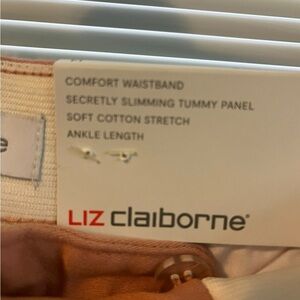 COMFORT WAISTBAND
SECRETLY SLIMMING TUMMY PANEL
SOFT COTTON STRETCH
ANKLE LENGTH
e
LIZ claiborne®